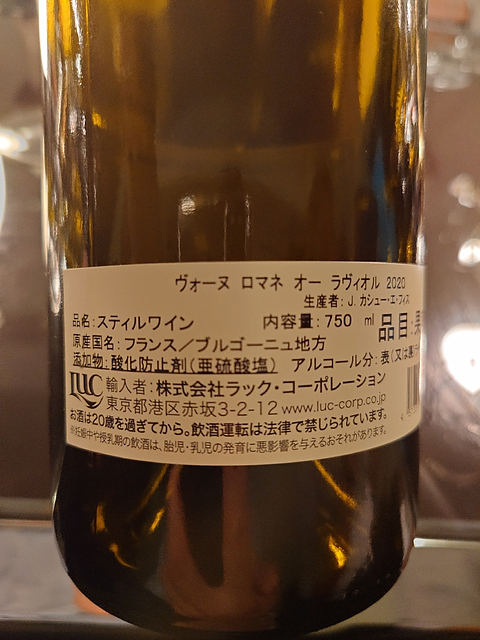 ヴォーヌ ロマネ オー ラヴィオル 2020
生産者: J. カシュー・エ・フィス
品名:スティルワイン 内容量:750 ml 品目:果
原産国名:フランス/ブルゴーニュ地方
添加物:酸化防止剤(亜硫酸塩) アルコール分:表(又は裏)
LUC 輸入者:株式会社ラック・コーポレーション
東京都港区赤坂3-2-12 www.luc-corp.co.jp
お酒は20歳を過ぎてから。飲酒運転は法律で禁じられています。
※妊娠中や授乳期の飲酒は、胎児・乳児の発育に悪影響を与えるおそれがあります。